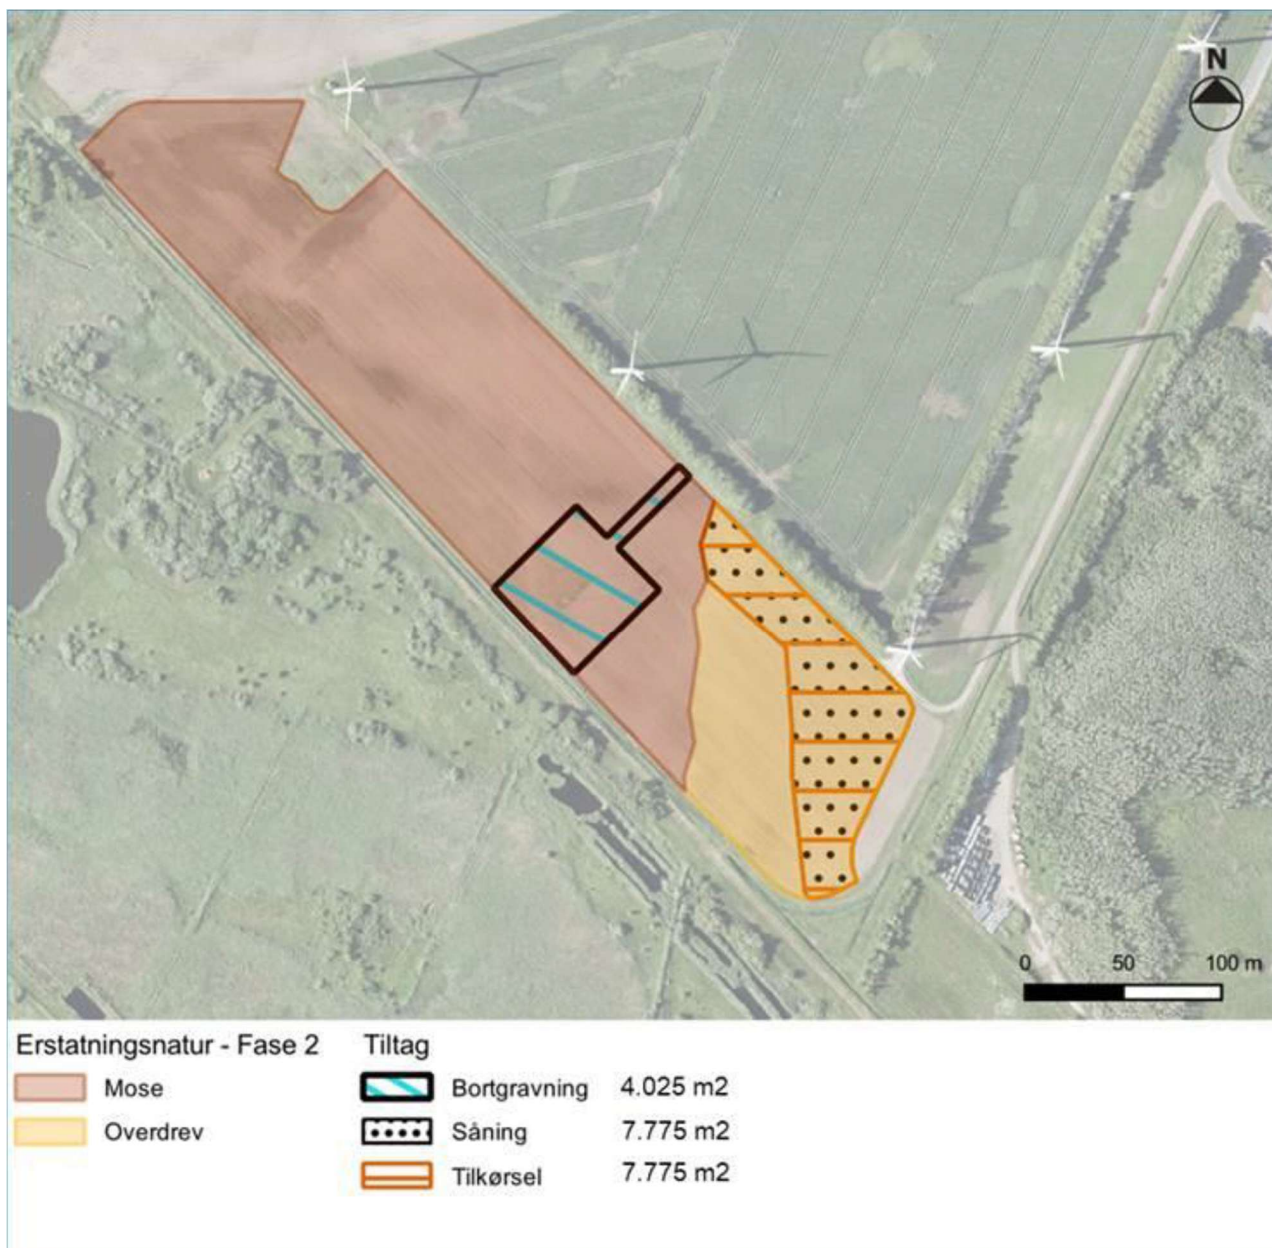 N
0 50 100 m
Erstatningsnatur - Fase 2 Tiltag
Mose Bortgravning 4.025 m2
Overdrev Såning 7.775 m2
Tilkørsel 7.775 m2